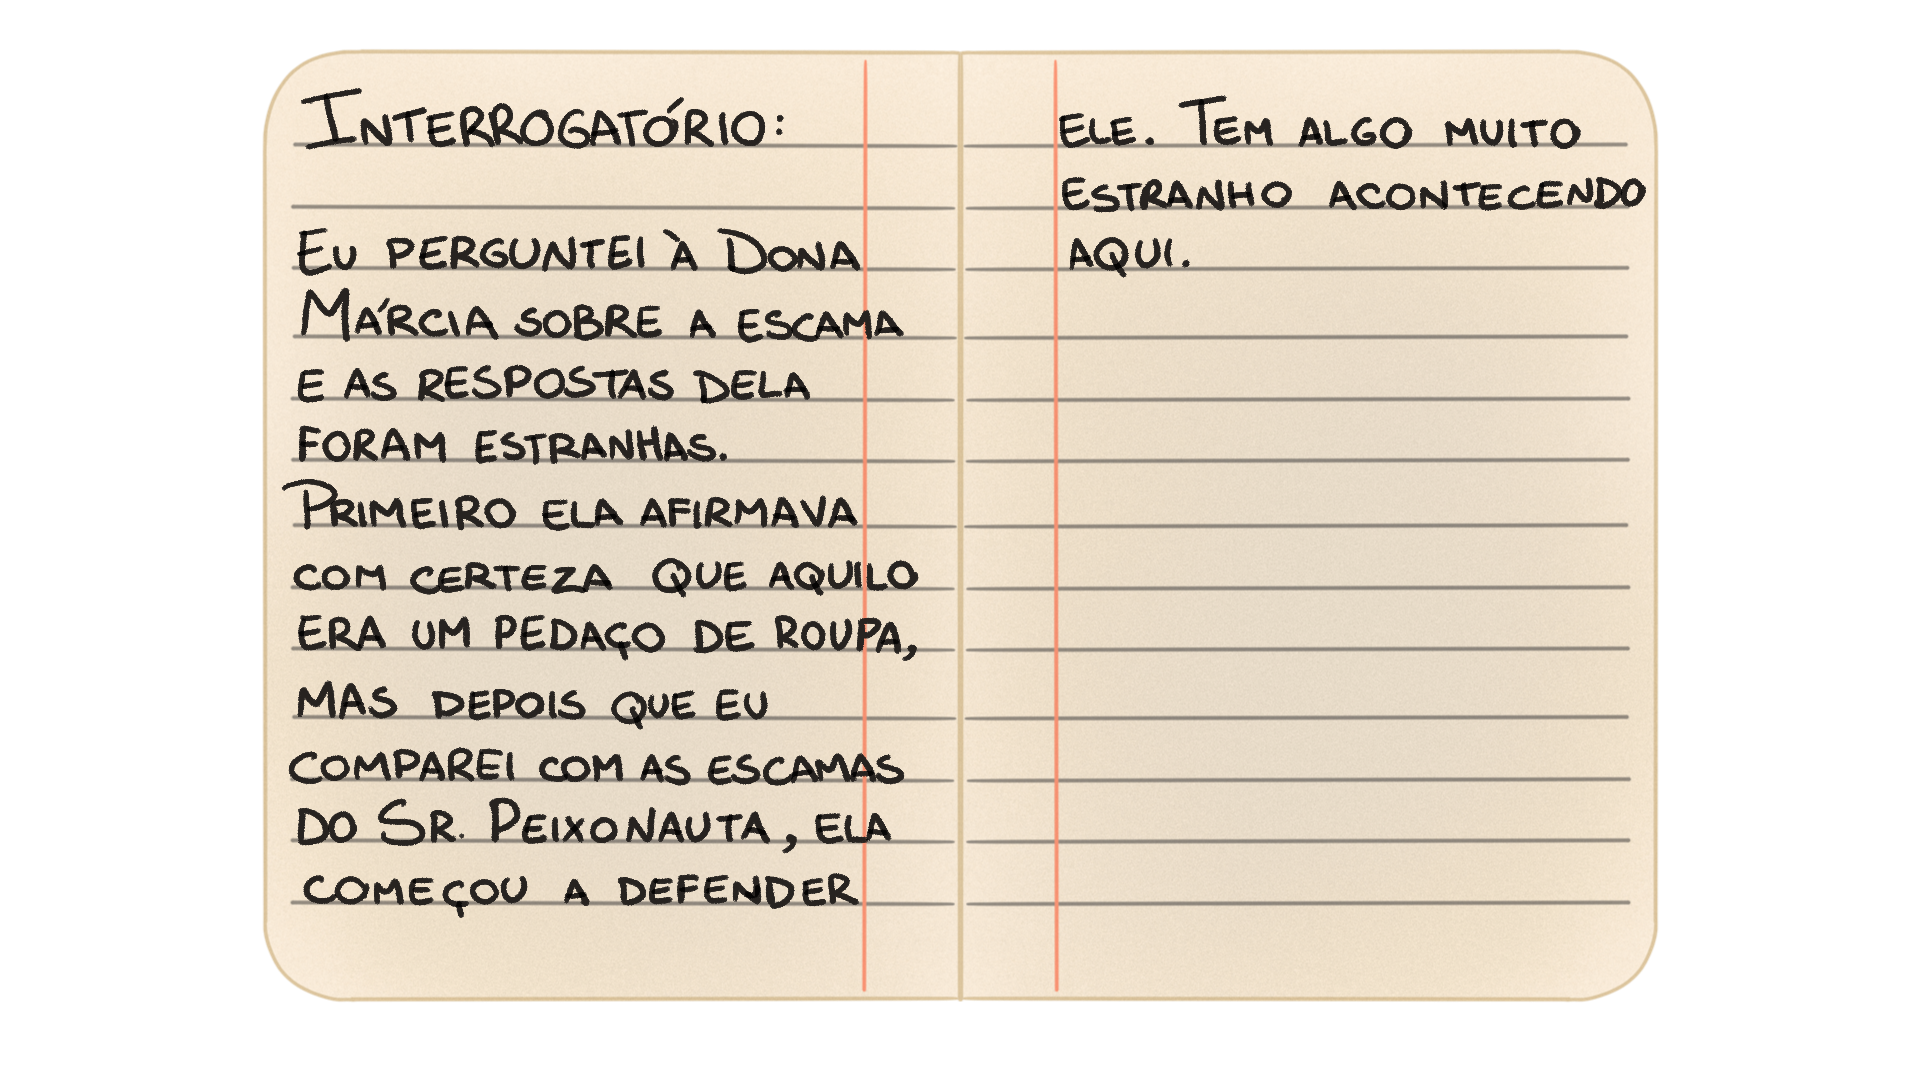 INTERROGATÓRIO:
EU PERGUNTEI À DONA
MÁRCIA SOBRE A ESCAMA
E AS RESPOSTAS DELA
FORAM ESTRANHAS.
PRIMEIRO ELA AFIRMAVA
COM CERTEZA QUE AQUILO
ERA UM PEDAÇO DE ROUPA,
MAS DEPOIS QUE EU
COMPAREI COM AS ESCAMAS
DO SR. PEIXONAUTA, ELA
COMEÇOU A DEFENDER
ELE. TEM ALGO MUITO
ESTRANHO ACONTECENDO
AQUI.